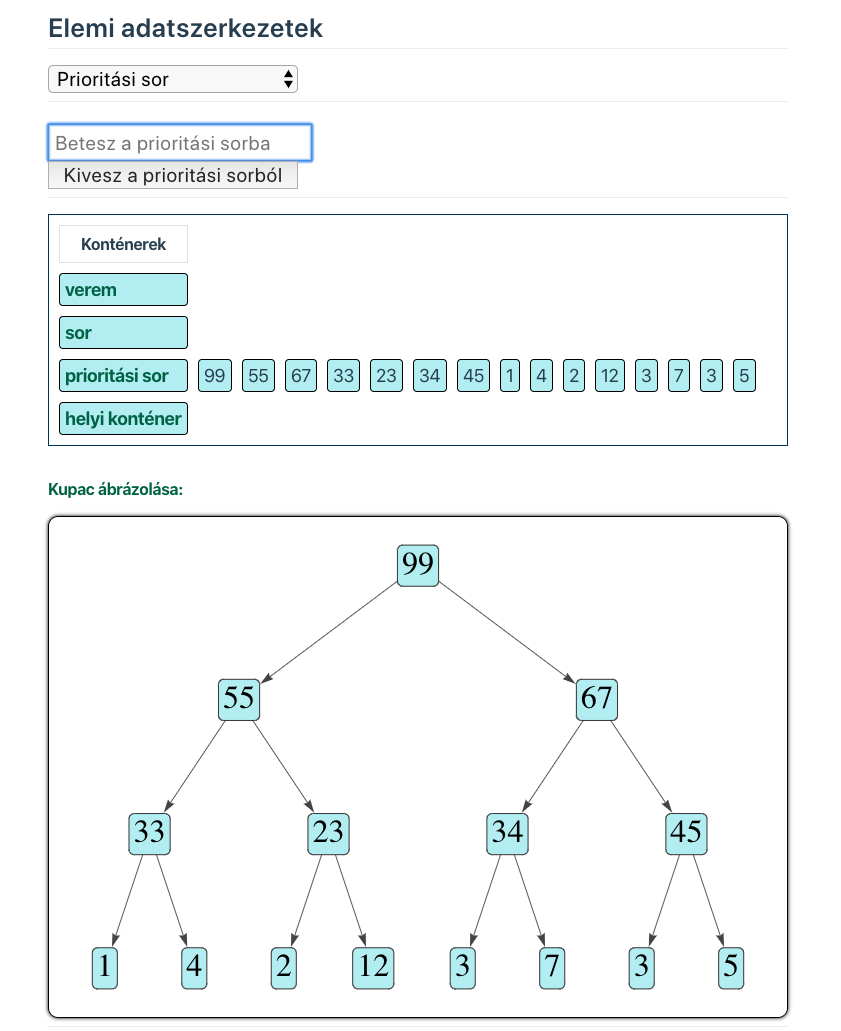 Elemi adatszerkezetek
Prioritási sor
Betesz a prioritási sorba
Kivesz a prioritási sorból
Konténerek
verem
sor
prioritási sor 99 55 67 33 23 34 45 1 4 2 12 3 7 3 5
helyi konténer
Kupac ábrázolása:
99
55 67
33 23 34 45
1 4 2 12 3 7 3 5